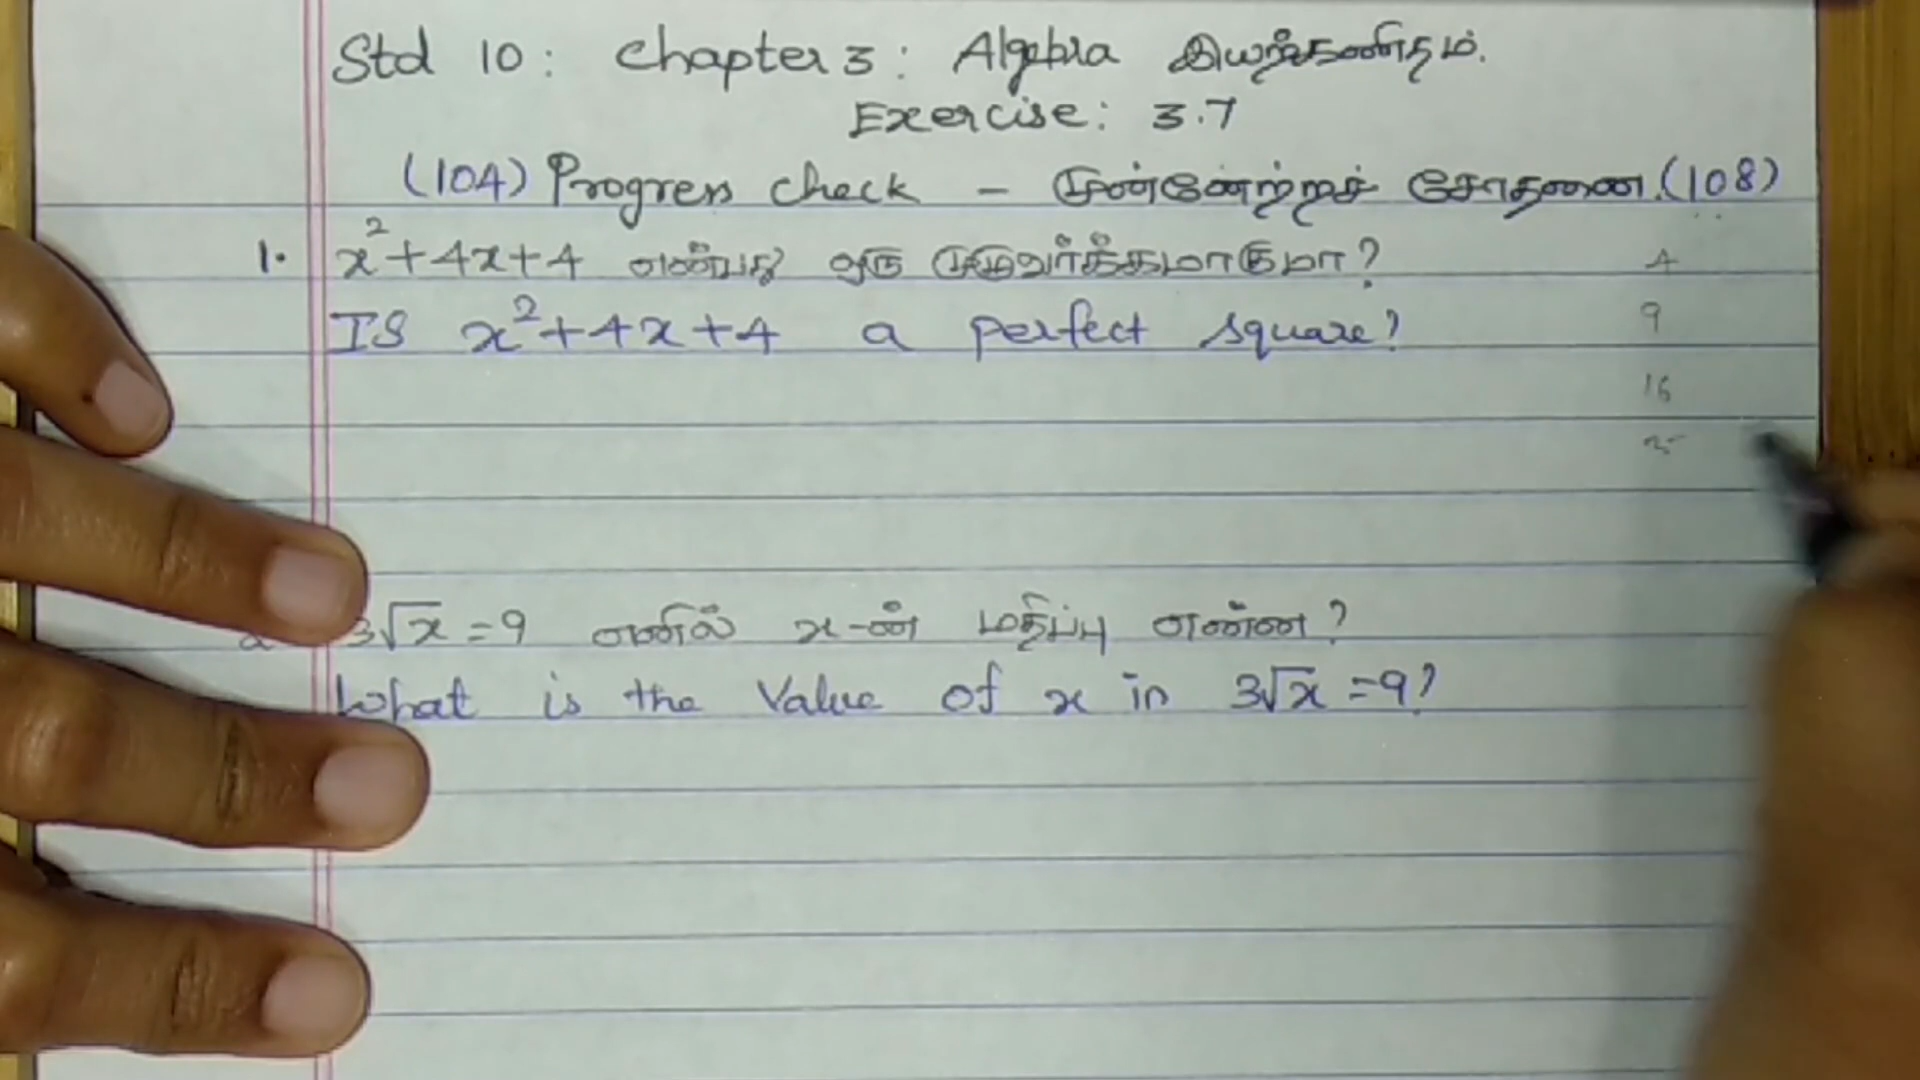 Std 10: Chapter 3: Algebra இயற்கணிதம்.
Exercise: 3.7
(104) Progress check - முன்னேற்றச் சோதனை.(108)
1. x²+4x+4 என்பது ஒரு முழுவர்க்கமாகுமா? 4
IS x²+4x+4 a perfect square? 9
16
25
3√x=9 எனில் x-ன் மதிப்பு என்ன?
What is the Value of x in 3√x=9?